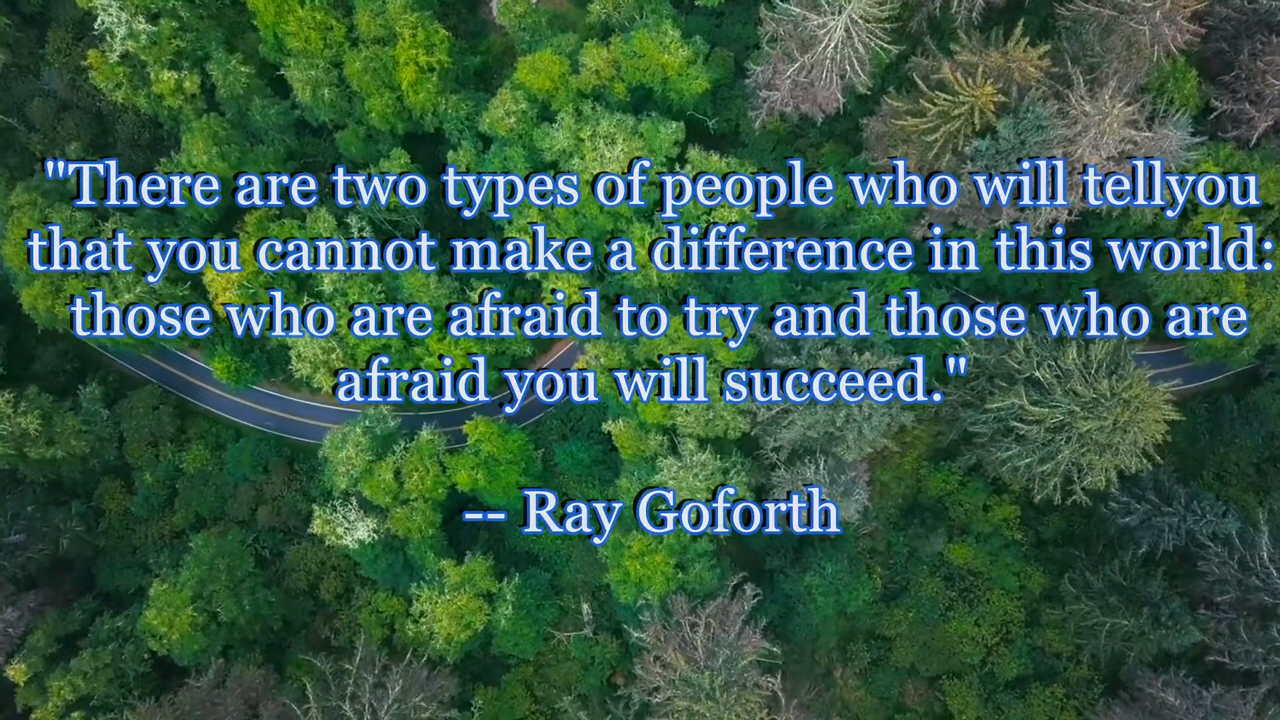 "There are two types of people who will tellyou
that you cannot make a difference in this world:
those who are afraid to try and those who are
afraid you will succeed."
-- Ray Goforth